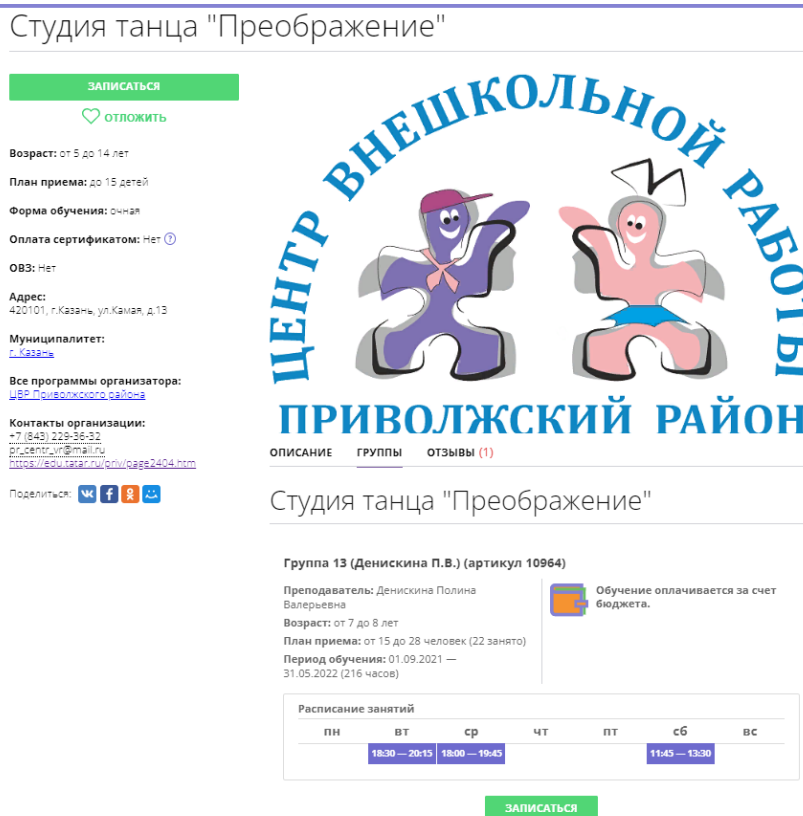 Студия танца "Преображение"
ЗАПИСАТЬСЯ
ОТЛОЖИТЬ
Возраст: от 5 до 14 лет
План приема: до 15 детей
Форма обучения: очная
Оплата сертификатом: Нет ?
ОВЗ: Нет
Адрес:
420101, г.Казань, ул.Камая, д.13
Муниципалитет:
г. Казань
Все программы организатора:
ЦВР Приволжского района
Контакты организации:
+7 (843) 229-36-32
pr_centr_vr@mail.ru
https://edu.tatar.ru/priv/page2404.htm
Поделиться:
ЦЕНТР ВНЕШКОЛЬНОЙ РАБОТЫ
ПРИВОЛЖСКИЙ РАЙОН
ОПИСАНИЕ ГРУППЫ ОТЗЫВЫ (1)
Студия танца "Преображение"
Группа 13 (Денискина П.В.) (артикул 10964)
Преподаватель: Денискина Полина
Валерьевна
Возраст: от 7 до 8 лет
План приема: от 15 до 28 человек (22 занято)
Период обучения: 01.09.2021 —
31.05.2022 (216 часов)
Обучение оплачивается за счет
бюджета.
Расписание занятий
пн вт ср чт пт сб вс
18:30 — 20:15 18:00 — 19:45 11:45 — 13:30
ЗАПИСАТЬСЯ